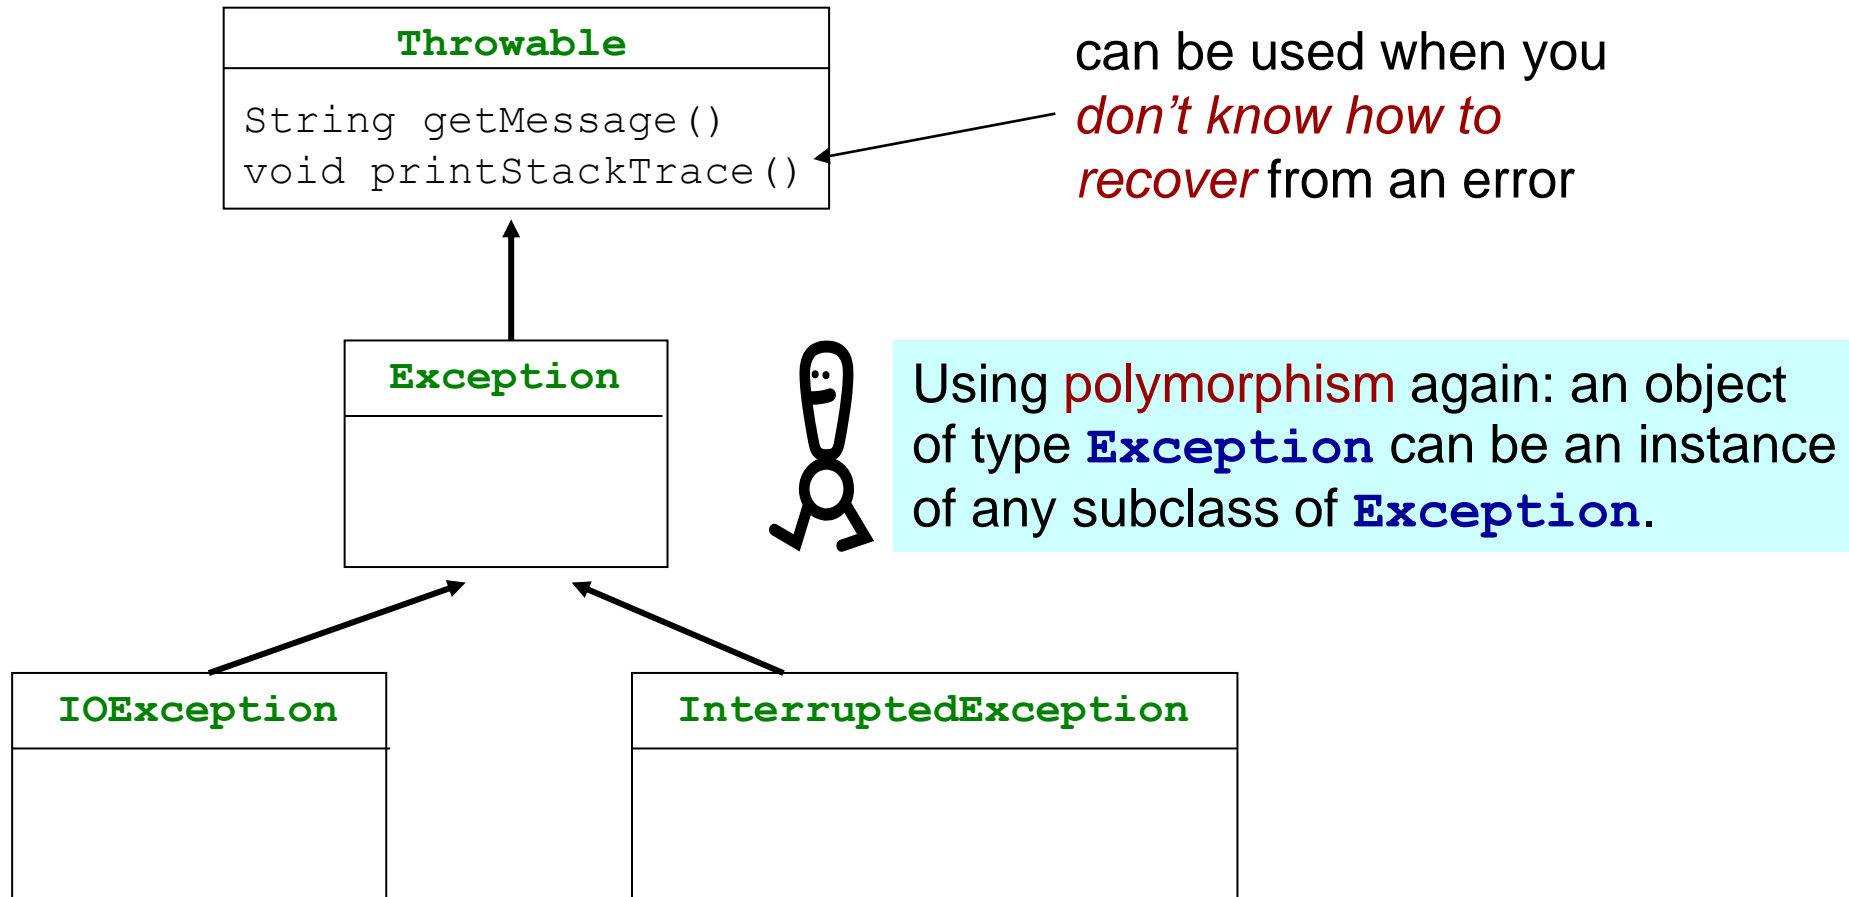 Throwable
String getMessage()
void printStackTrace()
can be used when you
don’t know how to
recover from an error
Exception
Using polymorphism again: an object
of type Exception can be an instance
of any subclass of Exception.
IOException
InterruptedException